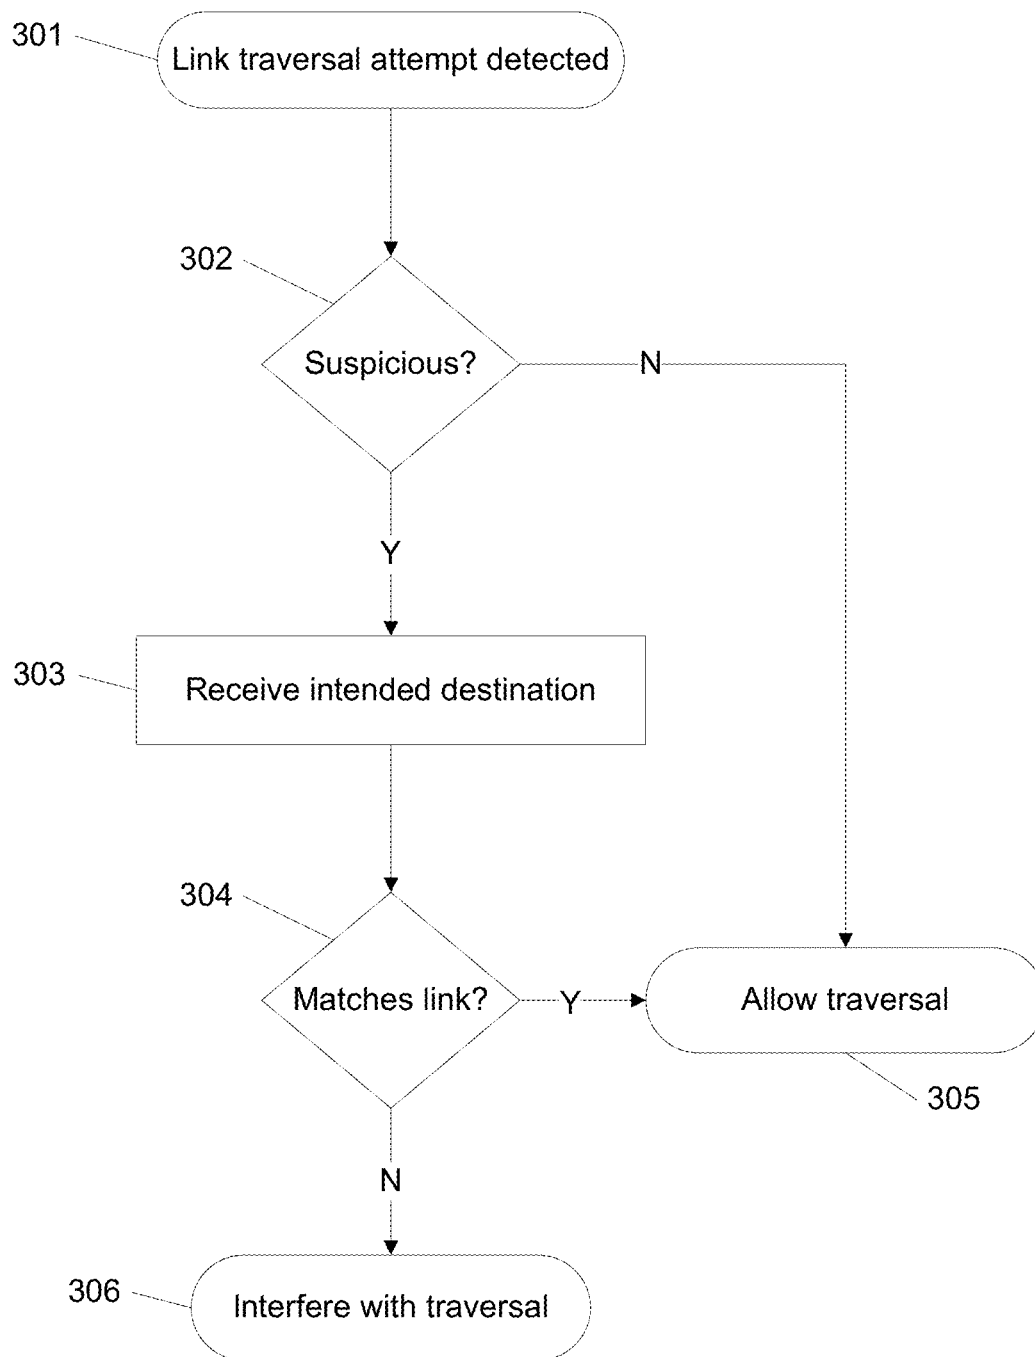 301
Link traversal attempt detected
302
Suspicious?
N
Y
303
Receive intended destination
304
Matches link?
Y
Allow traversal
305
N
306
Interfere with traversal